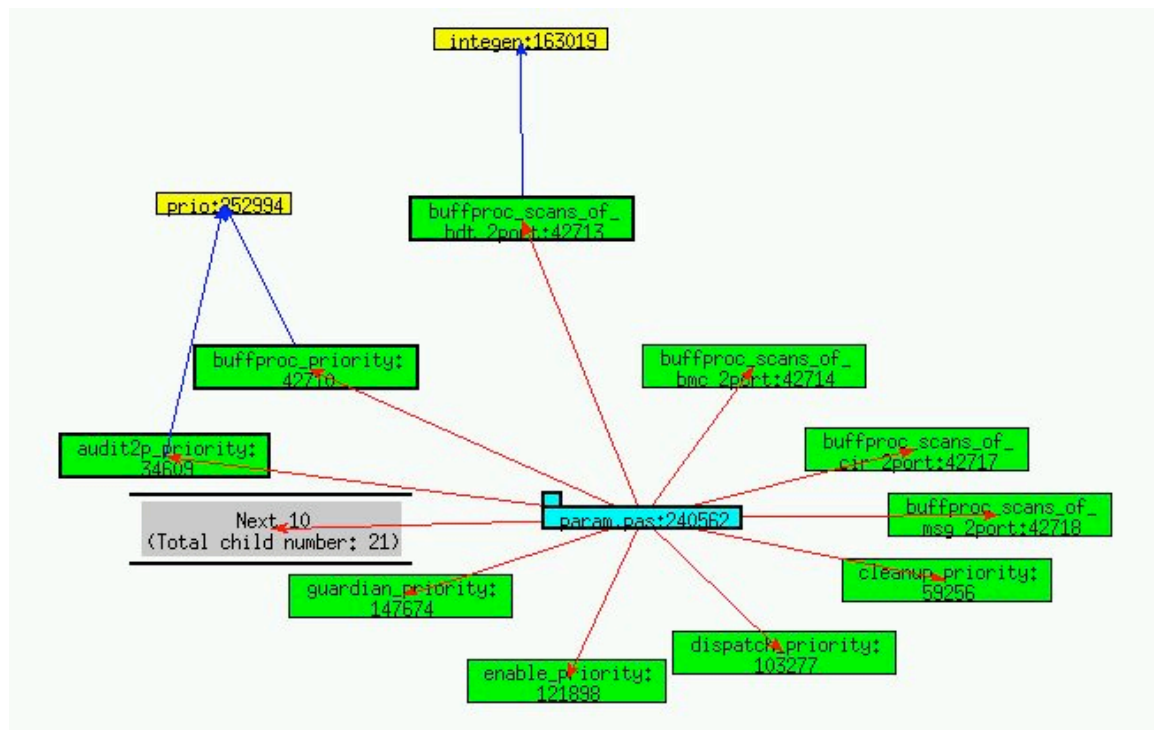 integen:163019
prio:252994
buffproc_scans_of_
hdt_2port:42713
buffproc_priority:
42710
buffproc_scans_of_
bmc_2port:42714
audit2p_priority:
34609
buffproc_scans_of_
cir_2port:42717
Next 10
(Total child number: 21)
param.pas:240562
buffproc_scans_of_
msg_2port:42718
guardian_priority:
147674
cleanup_priority:
59256
dispatch_priority:
103277
enable_priority:
121898